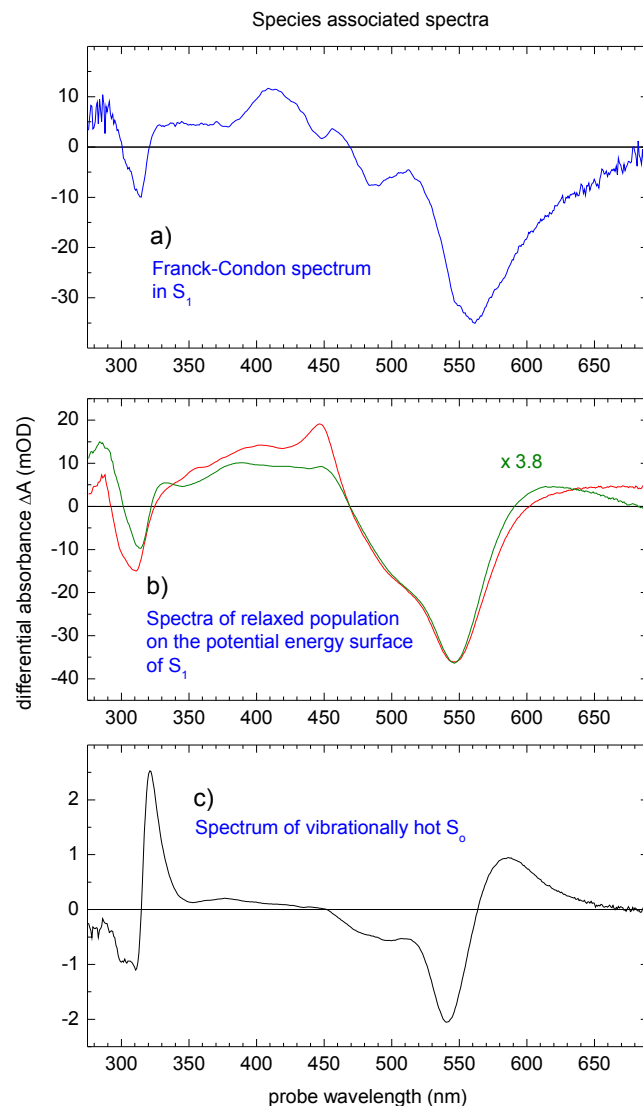 Species associated spectra
10
0
-10
-20
-30
a)
Franck-Condon spectrum
in S₁
300 350 400 450 500 550 600 650
differential absorbance ΔA (mOD)
20
10
0
-10
-20
-30
-40
x 3.8
b)
Spectra of relaxed population
on the potential energy surface
of S₁
300 350 400 450 500 550 600 650
2
1
0
-1
-2
c)
Spectrum of vibrationally hot Sₒ
300 350 400 450 500 550 600 650
probe wavelength (nm)